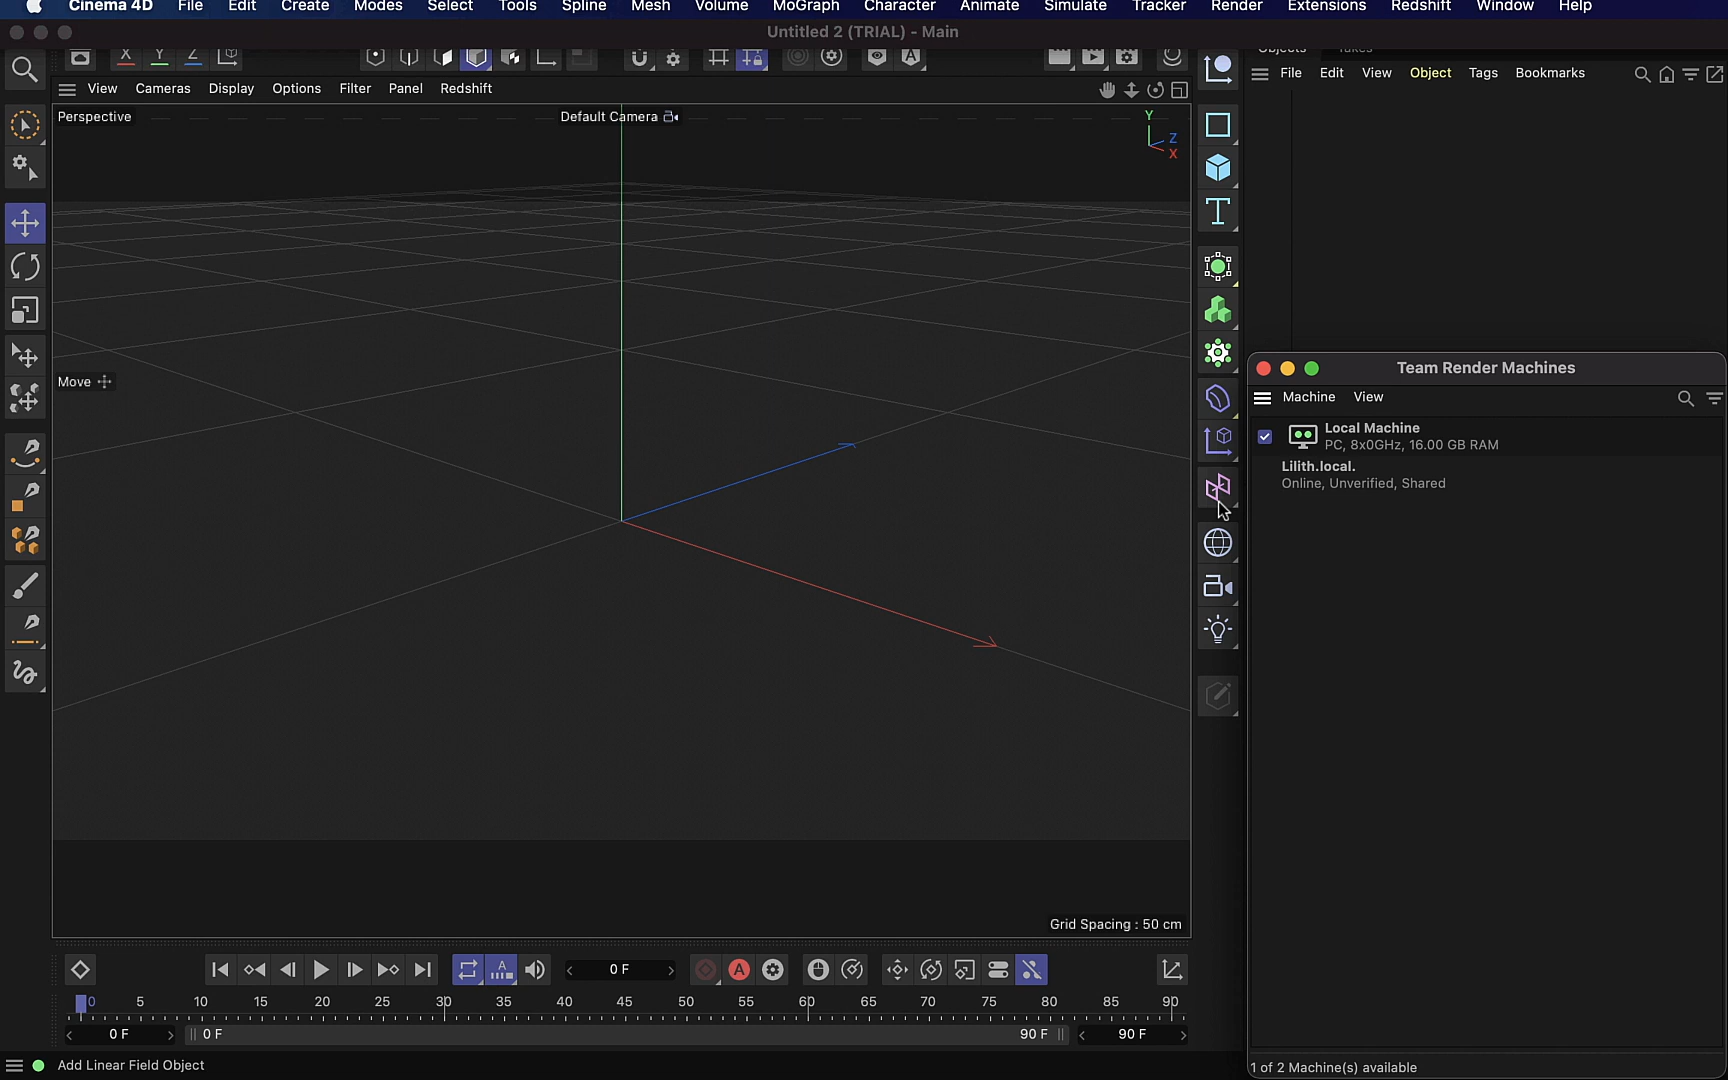 Cinema 4D File Edit Create Modes Select Tools Spline Mesh Volume MoGraph Character Animate Simulate Tracker Render Extensions Redshift Window Help
Untitled 2 (TRIAL) - Main
X Y Z
Objects Takes
File Edit View Object Tags Bookmarks
View Cameras Display Options Filter Panel Redshift
Perspective
Default Camera
Y
Z
X
Move
Team Render Machines
Machine View
Local Machine
PC, 8x0GHz, 16.00 GB RAM
Lilith.local.
Online, Unverified, Shared
Grid Spacing : 50 cm
0 F
0 5 10 15 20 25 30 35 40 45 50 55 60 65 70 75 80 85 90
0 F 0 F 90 F 90 F
Add Linear Field Object
1 of 2 Machine(s) available